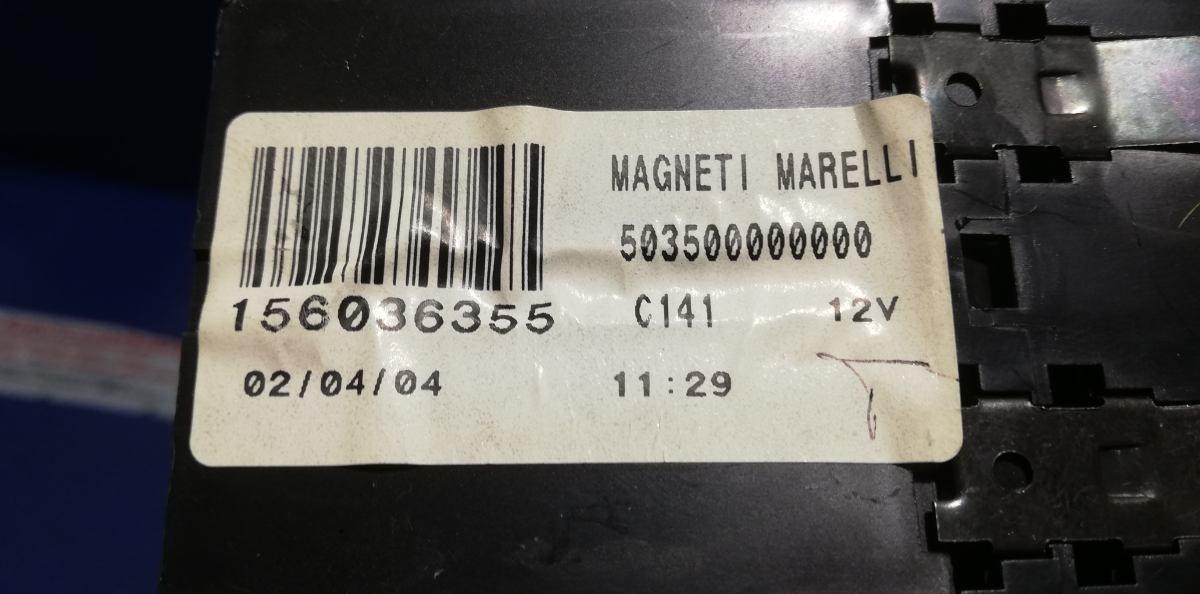 MAGNETI MARELLI
503500000000
156036355
C141 12V
02/04/04 11:29